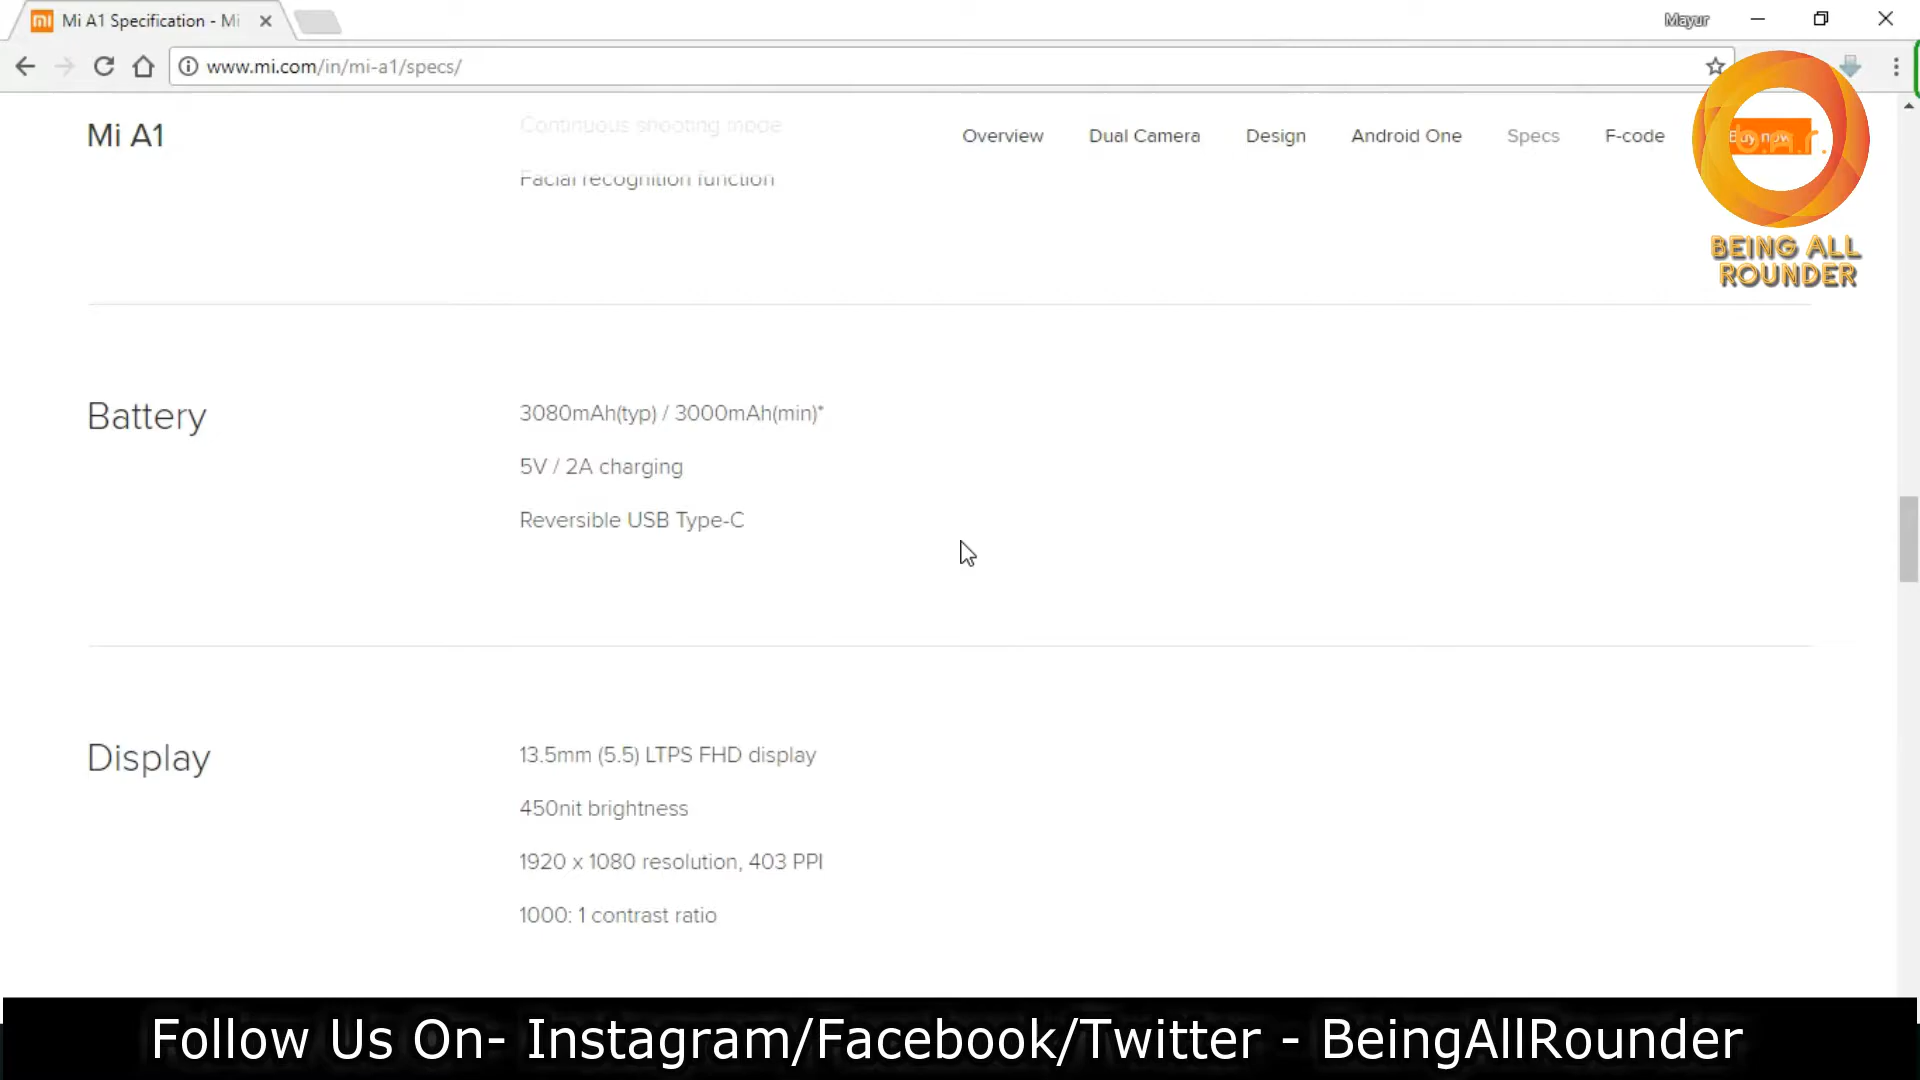 Mi A1 Specification - Mi
Mayur
www.mi.com/in/mi-a1/specs/
Mi A1
Continuous shooting mode
Overview
Dual Camera
Design
Android One
Specs
F-code
Buy now
b.a.r.
Facial recognition function
BEING ALL
ROUNDER
Battery
3080mAh(typ) / 3000mAh(min)*
5V / 2A charging
Reversible USB Type-C
Display
13.5mm (5.5) LTPS FHD display
450nit brightness
1920 x 1080 resolution, 403 PPI
1000: 1 contrast ratio
Follow Us On- Instagram/Facebook/Twitter - BeingAllRounder